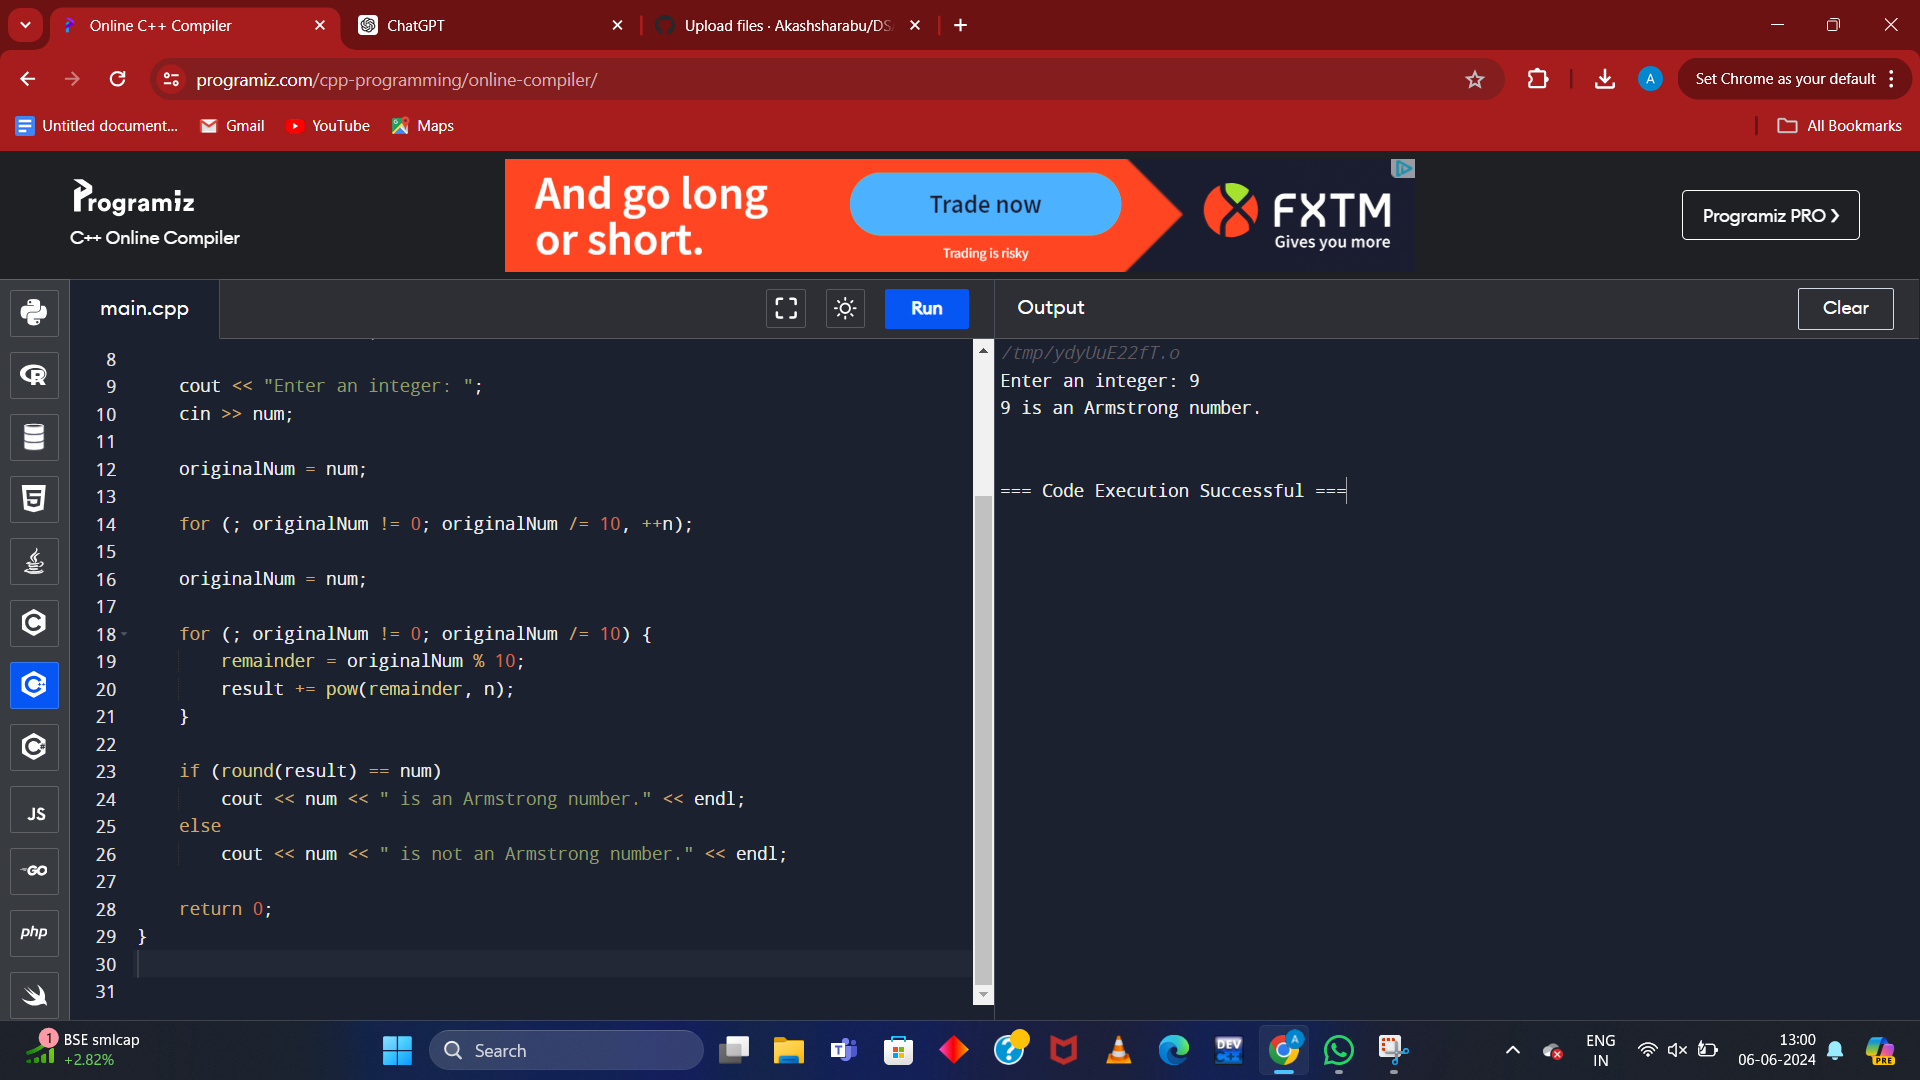 Online C++ Compiler
ChatGPT
Upload files · Akashsharabu/DS
programiz.com/cpp-programming/online-compiler/
A
Set Chrome as your default
Untitled document...
Gmail
YouTube
Maps
All Bookmarks
Programiz
C++ Online Compiler
And go long
or short.
Trade now
Trading is risky
FXTM
Gives you more
Programiz PRO
main.cpp
Run
Output
Clear
8
9 cout << "Enter an integer: ";
10 cin >> num;
11
12 originalNum = num;
13
14 for (; originalNum != 0; originalNum /= 10, ++n);
15
16 originalNum = num;
17
18 for (; originalNum != 0; originalNum /= 10) {
19 remainder = originalNum % 10;
20 result += pow(remainder, n);
21 }
22
23 if (round(result) == num)
24 cout << num << " is an Armstrong number." << endl;
25 else
26 cout << num << " is not an Armstrong number." << endl;
27
28 return 0;
29 }
30
31
/tmp/ydyUuE22fT.o
Enter an integer: 9
9 is an Armstrong number.
=== Code Execution Successful ===
R
5
C
C
C
JS
GO
php
1
BSE smlcap
+2.82%
Search
T
DEV
C++
A
ENG
IN
13:00
06-06-2024
PRE